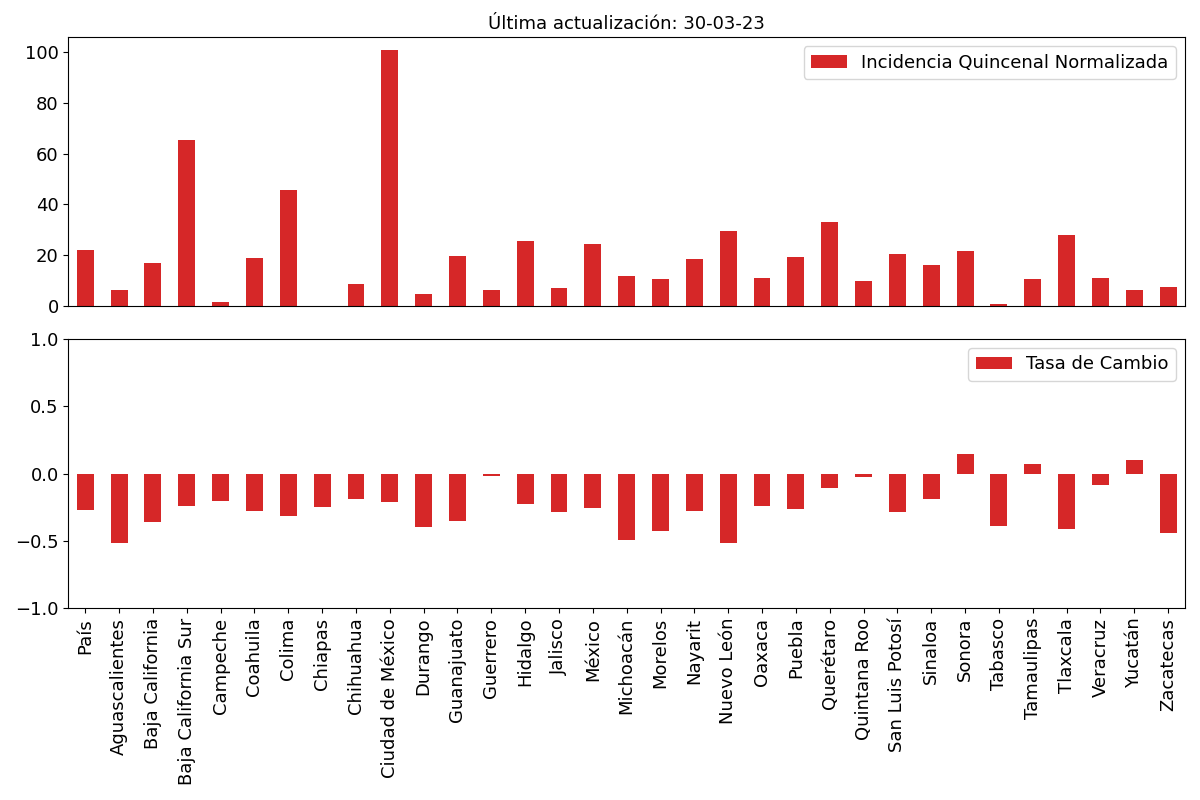 Última actualización: 30-03-23
100
80
60
40
20
0
Incidencia Quincenal Normalizada
1.0
0.5
0.0
−0.5
−1.0
Tasa de Cambio
País
Aguascalientes
Baja California
Baja California Sur
Campeche
Coahuila
Colima
Chiapas
Chihuahua
Ciudad de México
Durango
Guanajuato
Guerrero
Hidalgo
Jalisco
México
Michoacán
Morelos
Nayarit
Nuevo León
Oaxaca
Puebla
Querétaro
Quintana Roo
San Luis Potosí
Sinaloa
Sonora
Tabasco
Tamaulipas
Tlaxcala
Veracruz
Yucatán
Zacatecas